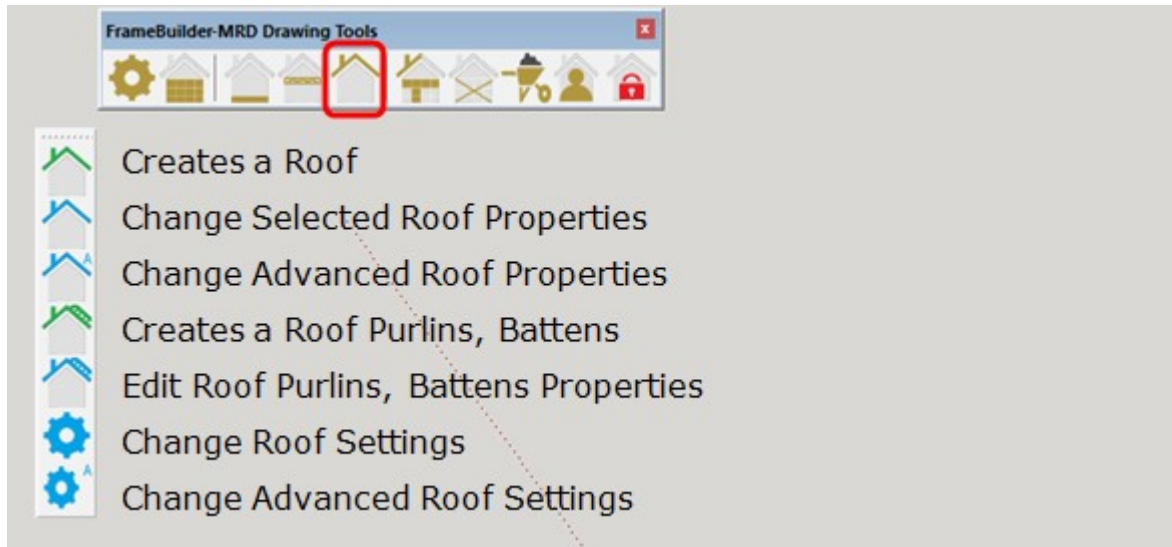 FrameBuilder-MRD Drawing Tools
Creates a Roof
Change Selected Roof Properties
A
Change Advanced Roof Properties
Creates a Roof Purlins, Battens
Edit Roof Purlins, Battens Properties
Change Roof Settings
A
Change Advanced Roof Settings